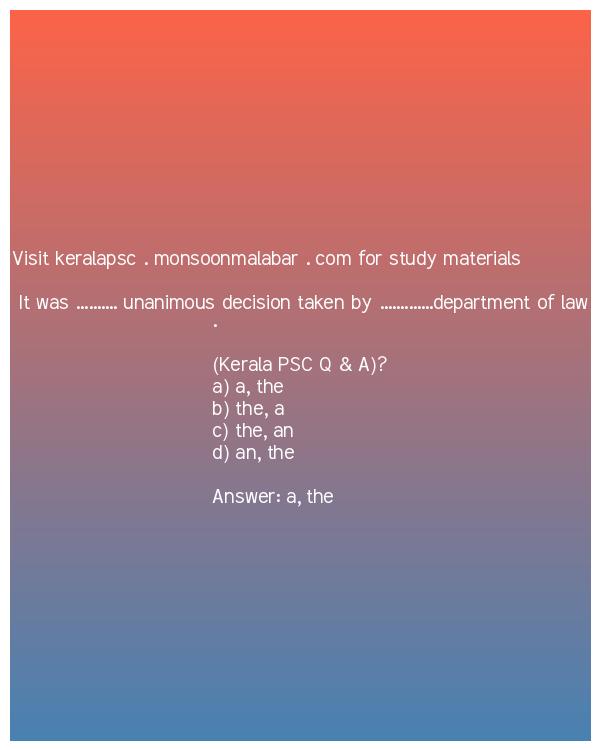 Visit keralapsc . monsoonmalabar . com for study materials
It was .......... unanimous decision taken by .............department of law
.
(Kerala PSC Q & A)?
a) a, the
b) the, a
c) the, an
d) an, the
Answer: a, the